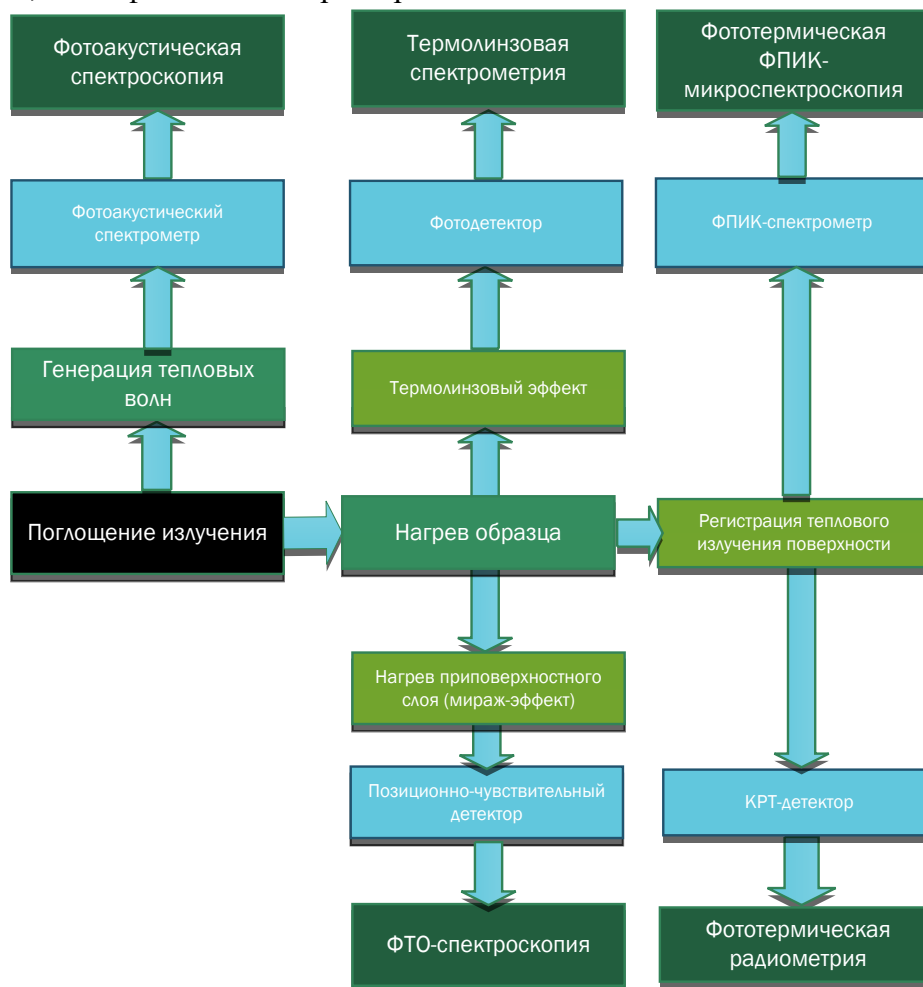 Фотоакустическая
спектроскопия
Термолинзовая
спектрометрия
Фототермическая
ФПИК-
микроспектроскопия
Фотоакустический
спектрометр
Фотодетектор
ФПИК-спектрометр
Генерация тепловых
волн
Термолинзовый эффект
Поглощение излучения
Нагрев образца
Регистрация теплового
излучения поверхности
Нагрев приповерхностного
слоя (мираж-эффект)
Позиционно-чувствительный
детектор
КРТ-детектор
ФТО-спектроскопия
Фототермическая
радиометрия